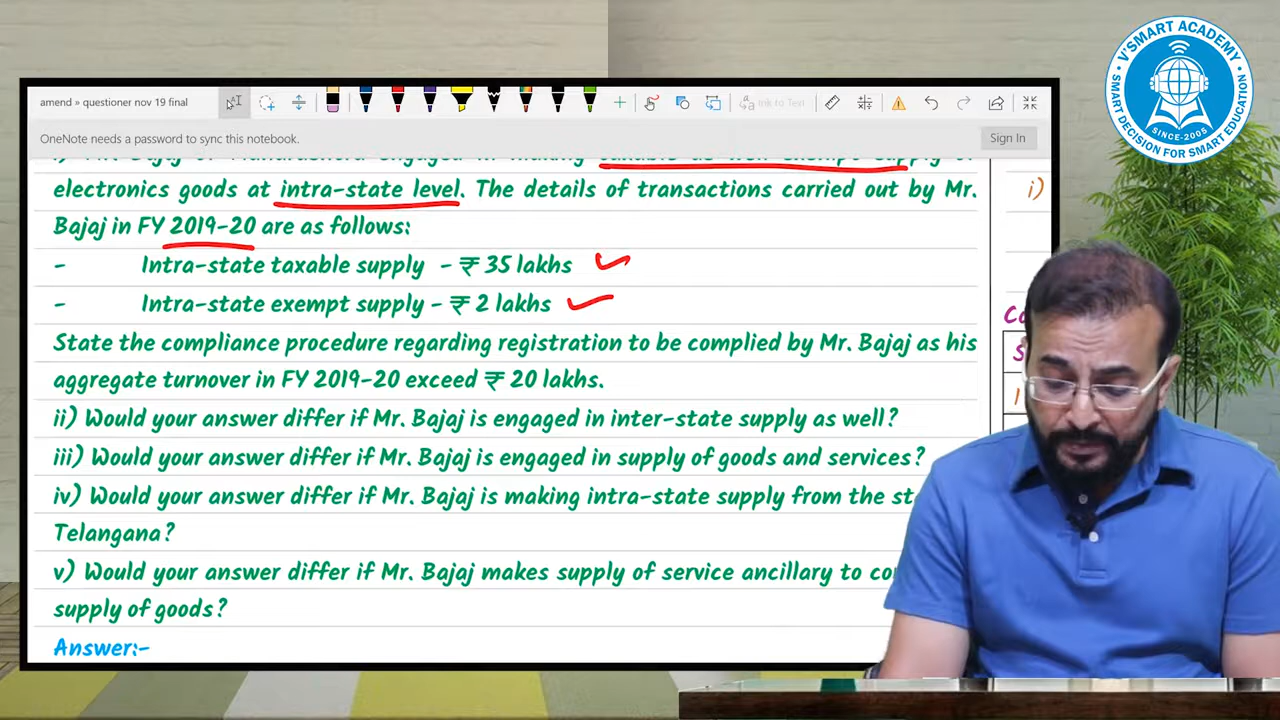 amend » questioner nov 19 final
Ink to Text
OneNote needs a password to sync this notebook.
Sign In
electronics goods at intra-state level. The details of transactions carried out by Mr.
Bajaj in FY 2019-20 are as follows:
- Intra-state taxable supply - ₹ 35 lakhs
- Intra-state exempt supply - ₹ 2 lakhs
State the compliance procedure regarding registration to be complied by Mr. Bajaj as his
aggregate turnover in FY 2019-20 exceed ₹ 20 lakhs.
ii) Would your answer differ if Mr. Bajaj is engaged in inter-state supply as well?
iii) Would your answer differ if Mr. Bajaj is engaged in supply of goods and services?
iv) Would your answer differ if Mr. Bajaj is making intra-state supply from the
Telangana?
v) Would your answer differ if Mr. Bajaj makes supply of service ancillary to
supply of goods?
Answer:-
i)
V'SMART ACADEMY
SMART DECISION FOR SMART EDUCATION
SINCE-2005